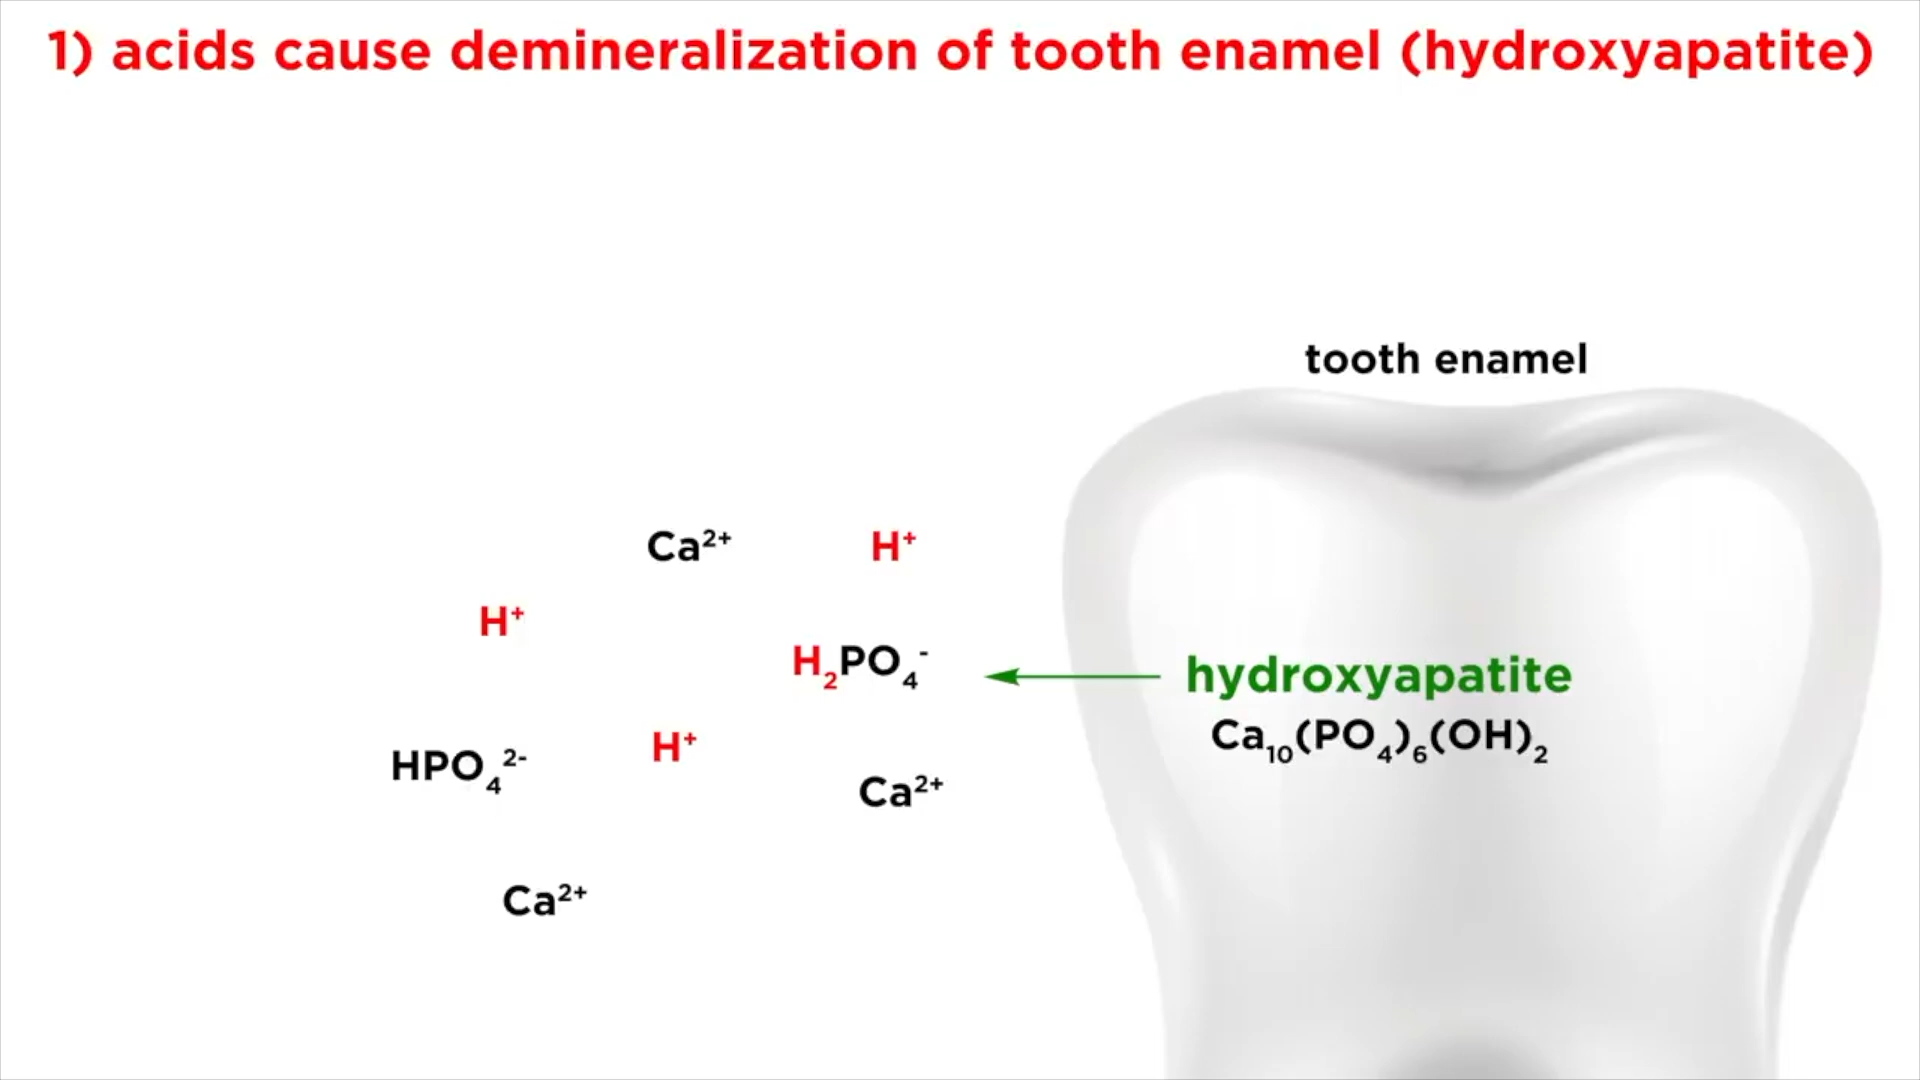 1) acids cause demineralization of tooth enamel (hydroxyapatite)
tooth enamel
Ca²⁺
H⁺
H⁺
H₂PO₄⁻
hydroxyapatite
Ca₁₀(PO₄)₆(OH)₂
H⁺
HPO₄²⁻
Ca²⁺
Ca²⁺